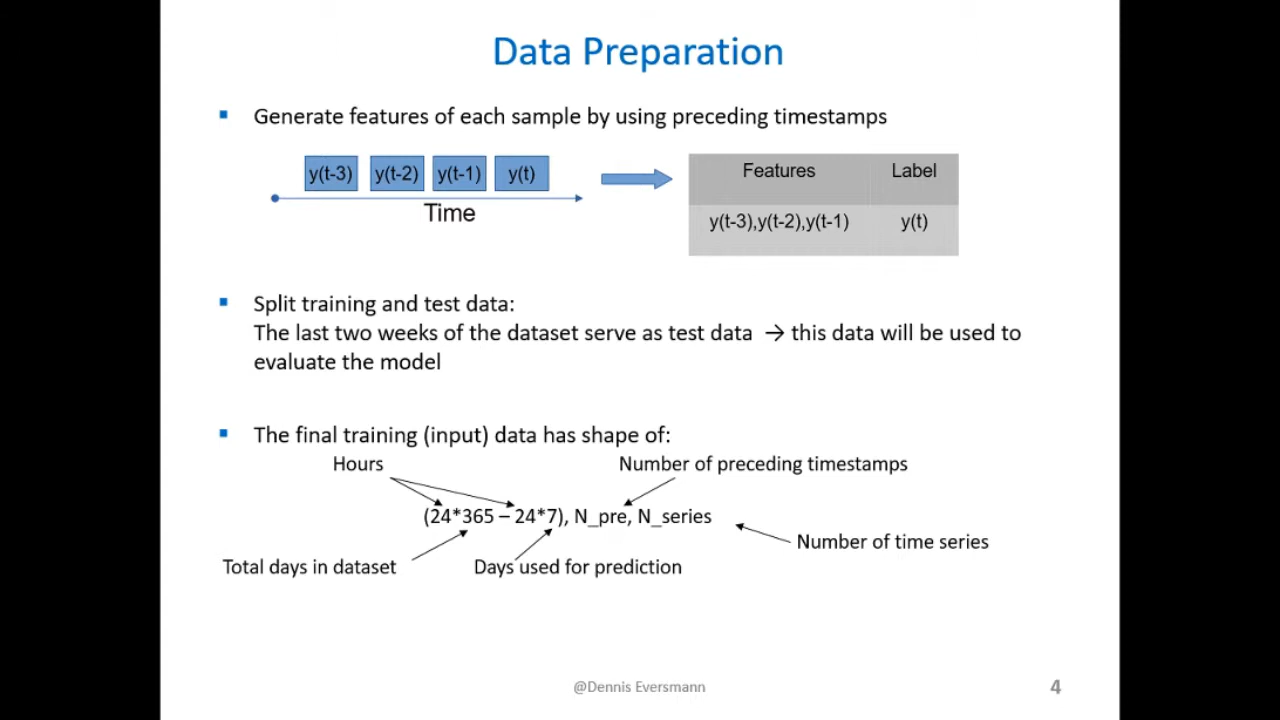 Data Preparation
Generate features of each sample by using preceding timestamps
y(t-3) y(t-2) y(t-1) y(t)
Time
Features Label
y(t-3),y(t-2),y(t-1) y(t)
Split training and test data:
The last two weeks of the dataset serve as test data → this data will be used to
evaluate the model
The final training (input) data has shape of:
Hours Number of preceding timestamps
(24*365 – 24*7), N_pre, N_series
Number of time series
Total days in dataset Days used for prediction
@Dennis Eversmann 4